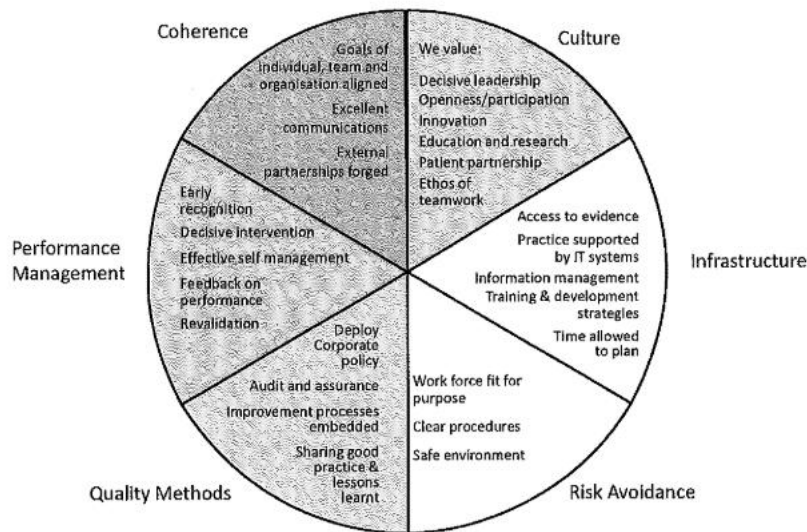 Coherence
Goals of
individual, team and
organisation aligned
Excellent
communications
External
partnerships forged
Culture
We value:
Decisive leadership
Openness/participation
Innovation
Education and research
Patient partnership
Ethos of
teamwork
Infrastructure
Access to evidence
Practice supported
by IT systems
Information management
Training & development
strategies
Time allowed
to plan
Risk Avoidance
Work force fit for
purpose
Clear procedures
Safe environment
Quality Methods
Deploy
Corporate
policy
Audit and assurance
Improvement processes
embedded
Sharing good
practice &
lessons
learnt
Performance
Management
Early
recognition
Decisive intervention
Effective self management
Feedback on
performance
Revalidation